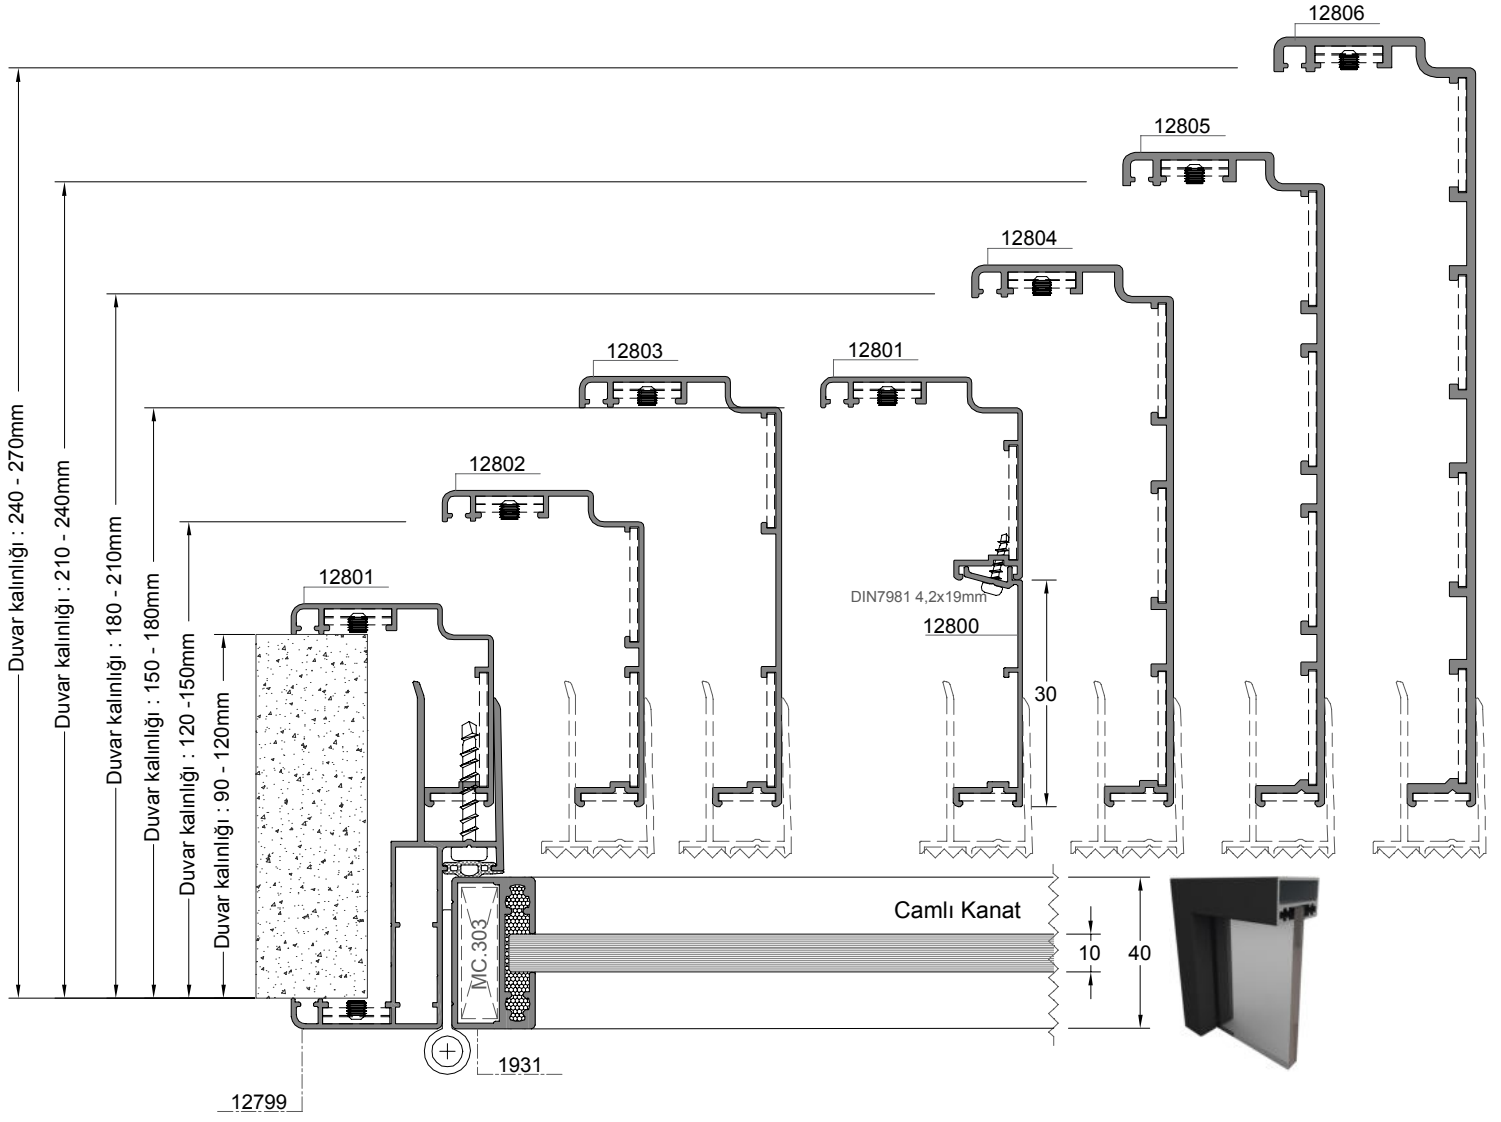 12806
12805
12804
12803
12801
12802
12801
DIN7981 4,2x19mm
12800
30
Duvar kalınlığı : 240 - 270mm
Duvar kalınlığı : 210 - 240mm
Duvar kalınlığı : 180 - 210mm
Duvar kalınlığı : 150 - 180mm
Duvar kalınlığı : 120 -150mm
Duvar kalınlığı : 90 - 120mm
Camlı Kanat
MC.303
10
40
1931
12799